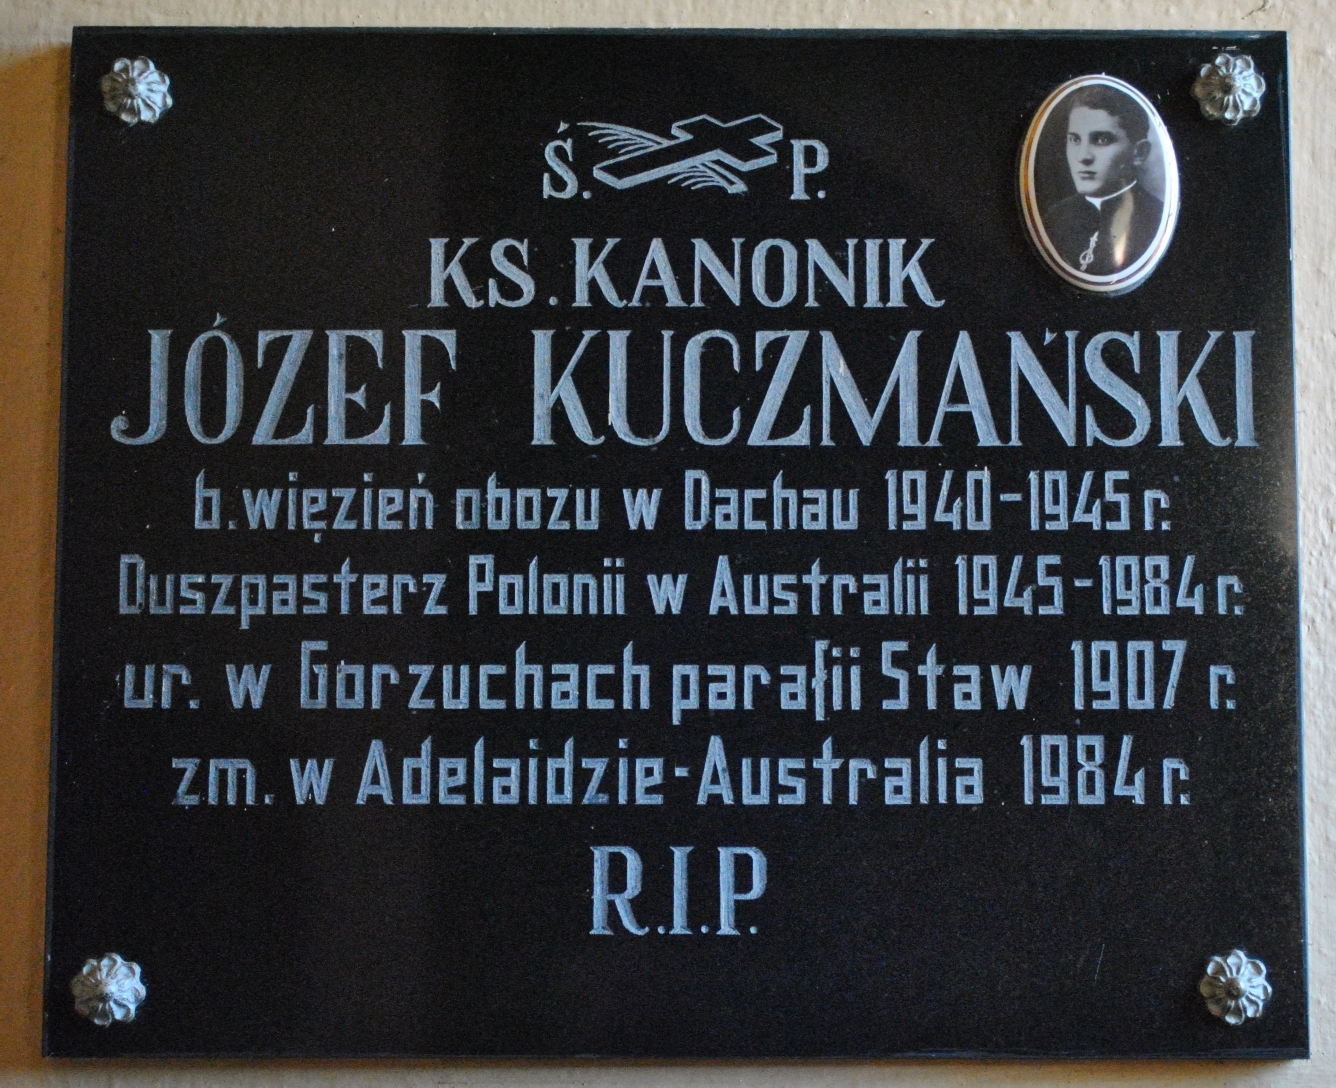 Ś. P.
KS. KANONIK
JÓZEF KUCZMAŃSKI
b. więzień obozu w Dachau 1940-1945 r.
Duszpasterz Polonii w Australii 1945-1984 r.
ur. w Gorzuchach parafii Staw 1907 r.
zm. w Adelaidzie-Australia 1984 r.
R.I.P.